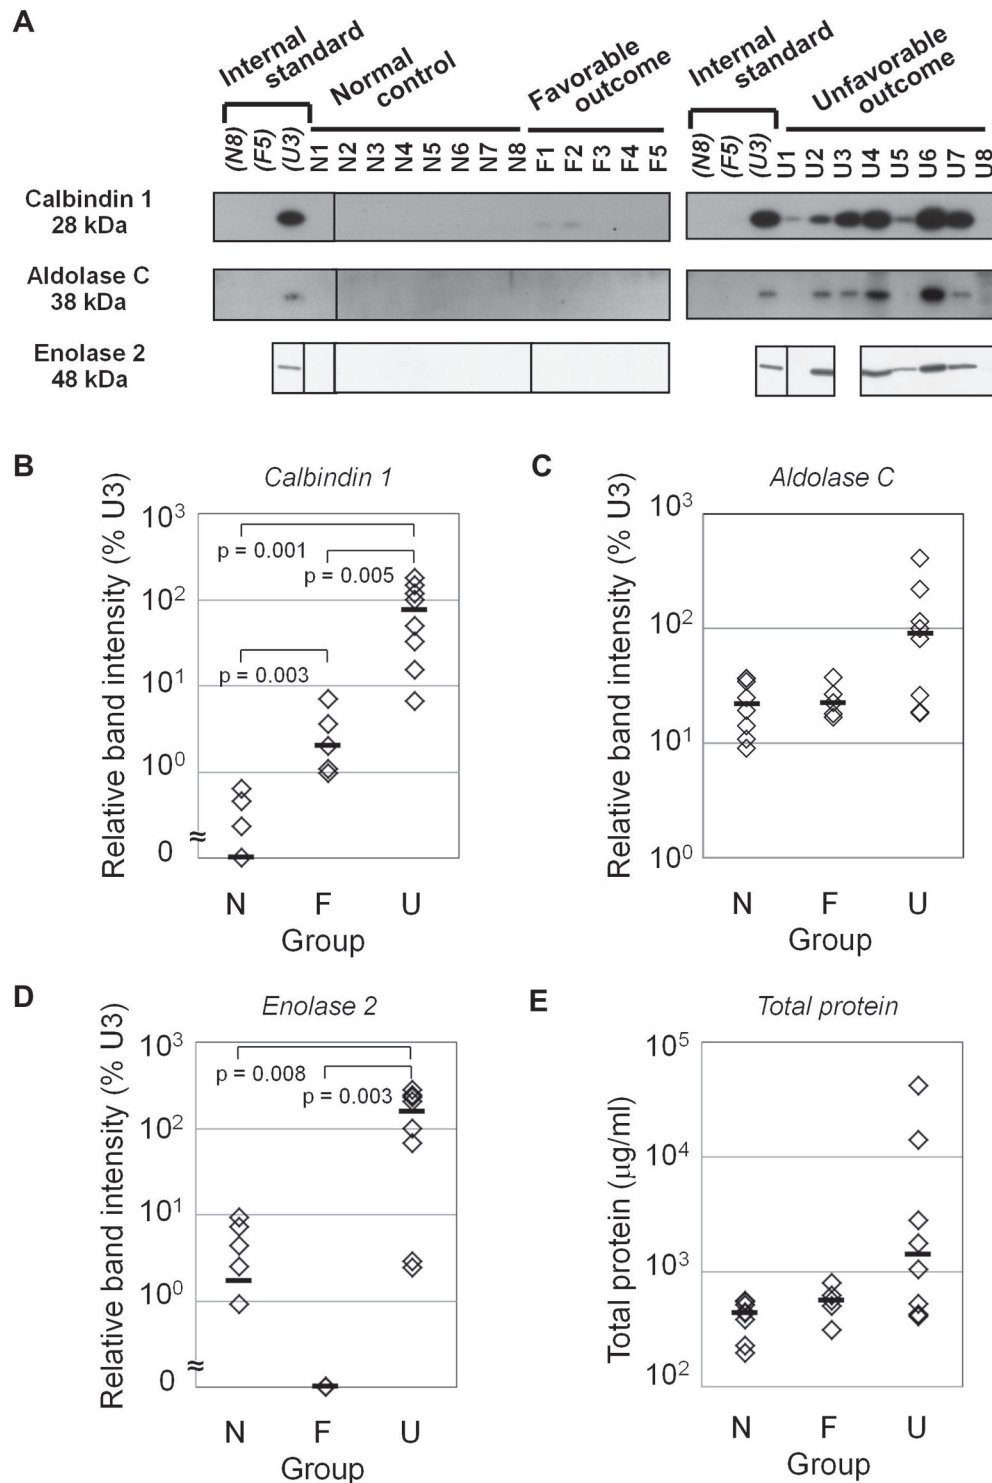 A
Internal
standard
Normal
control
Favorable
outcome
Internal
standard
Unfavorable
outcome
(N8) (F5) (U3) N1 N2 N3 N4 N5 N6 N7 N8 F1 F2 F3 F4 F5 (N8) (F5) (U3) U1 U2 U3 U4 U5 U6 U7 U8
Calbindin 1
28 kDa
Aldolase C
38 kDa
Enolase 2
48 kDa
B
Calbindin 1
Relative band intensity (% U3)
10³
10²
10¹
10⁰
≈
0
p = 0.001
p = 0.005
p = 0.003
N F U
Group
C
Aldolase C
Relative band intensity (% U3)
10³
10²
10¹
10⁰
N F U
Group
D
Enolase 2
Relative band intensity (% U3)
10³
10²
10¹
10⁰
≈
0
p = 0.008
p = 0.003
N F U
Group
E
Total protein
Total protein (μg/ml)
10⁵
10⁴
10³
10²
N F U
Group